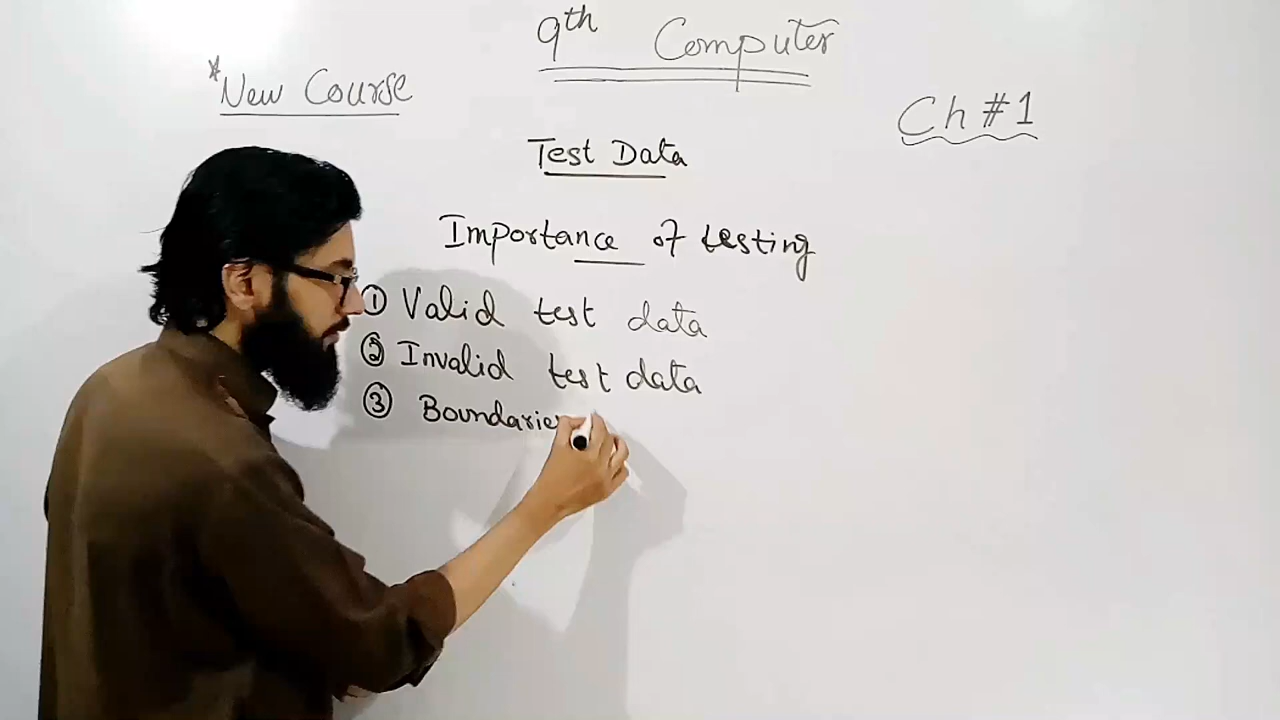 9th Computer
*New Course
Ch #1
Test Data
Importance of testing
① Valid test data
② Invalid test data
③ Boundarie